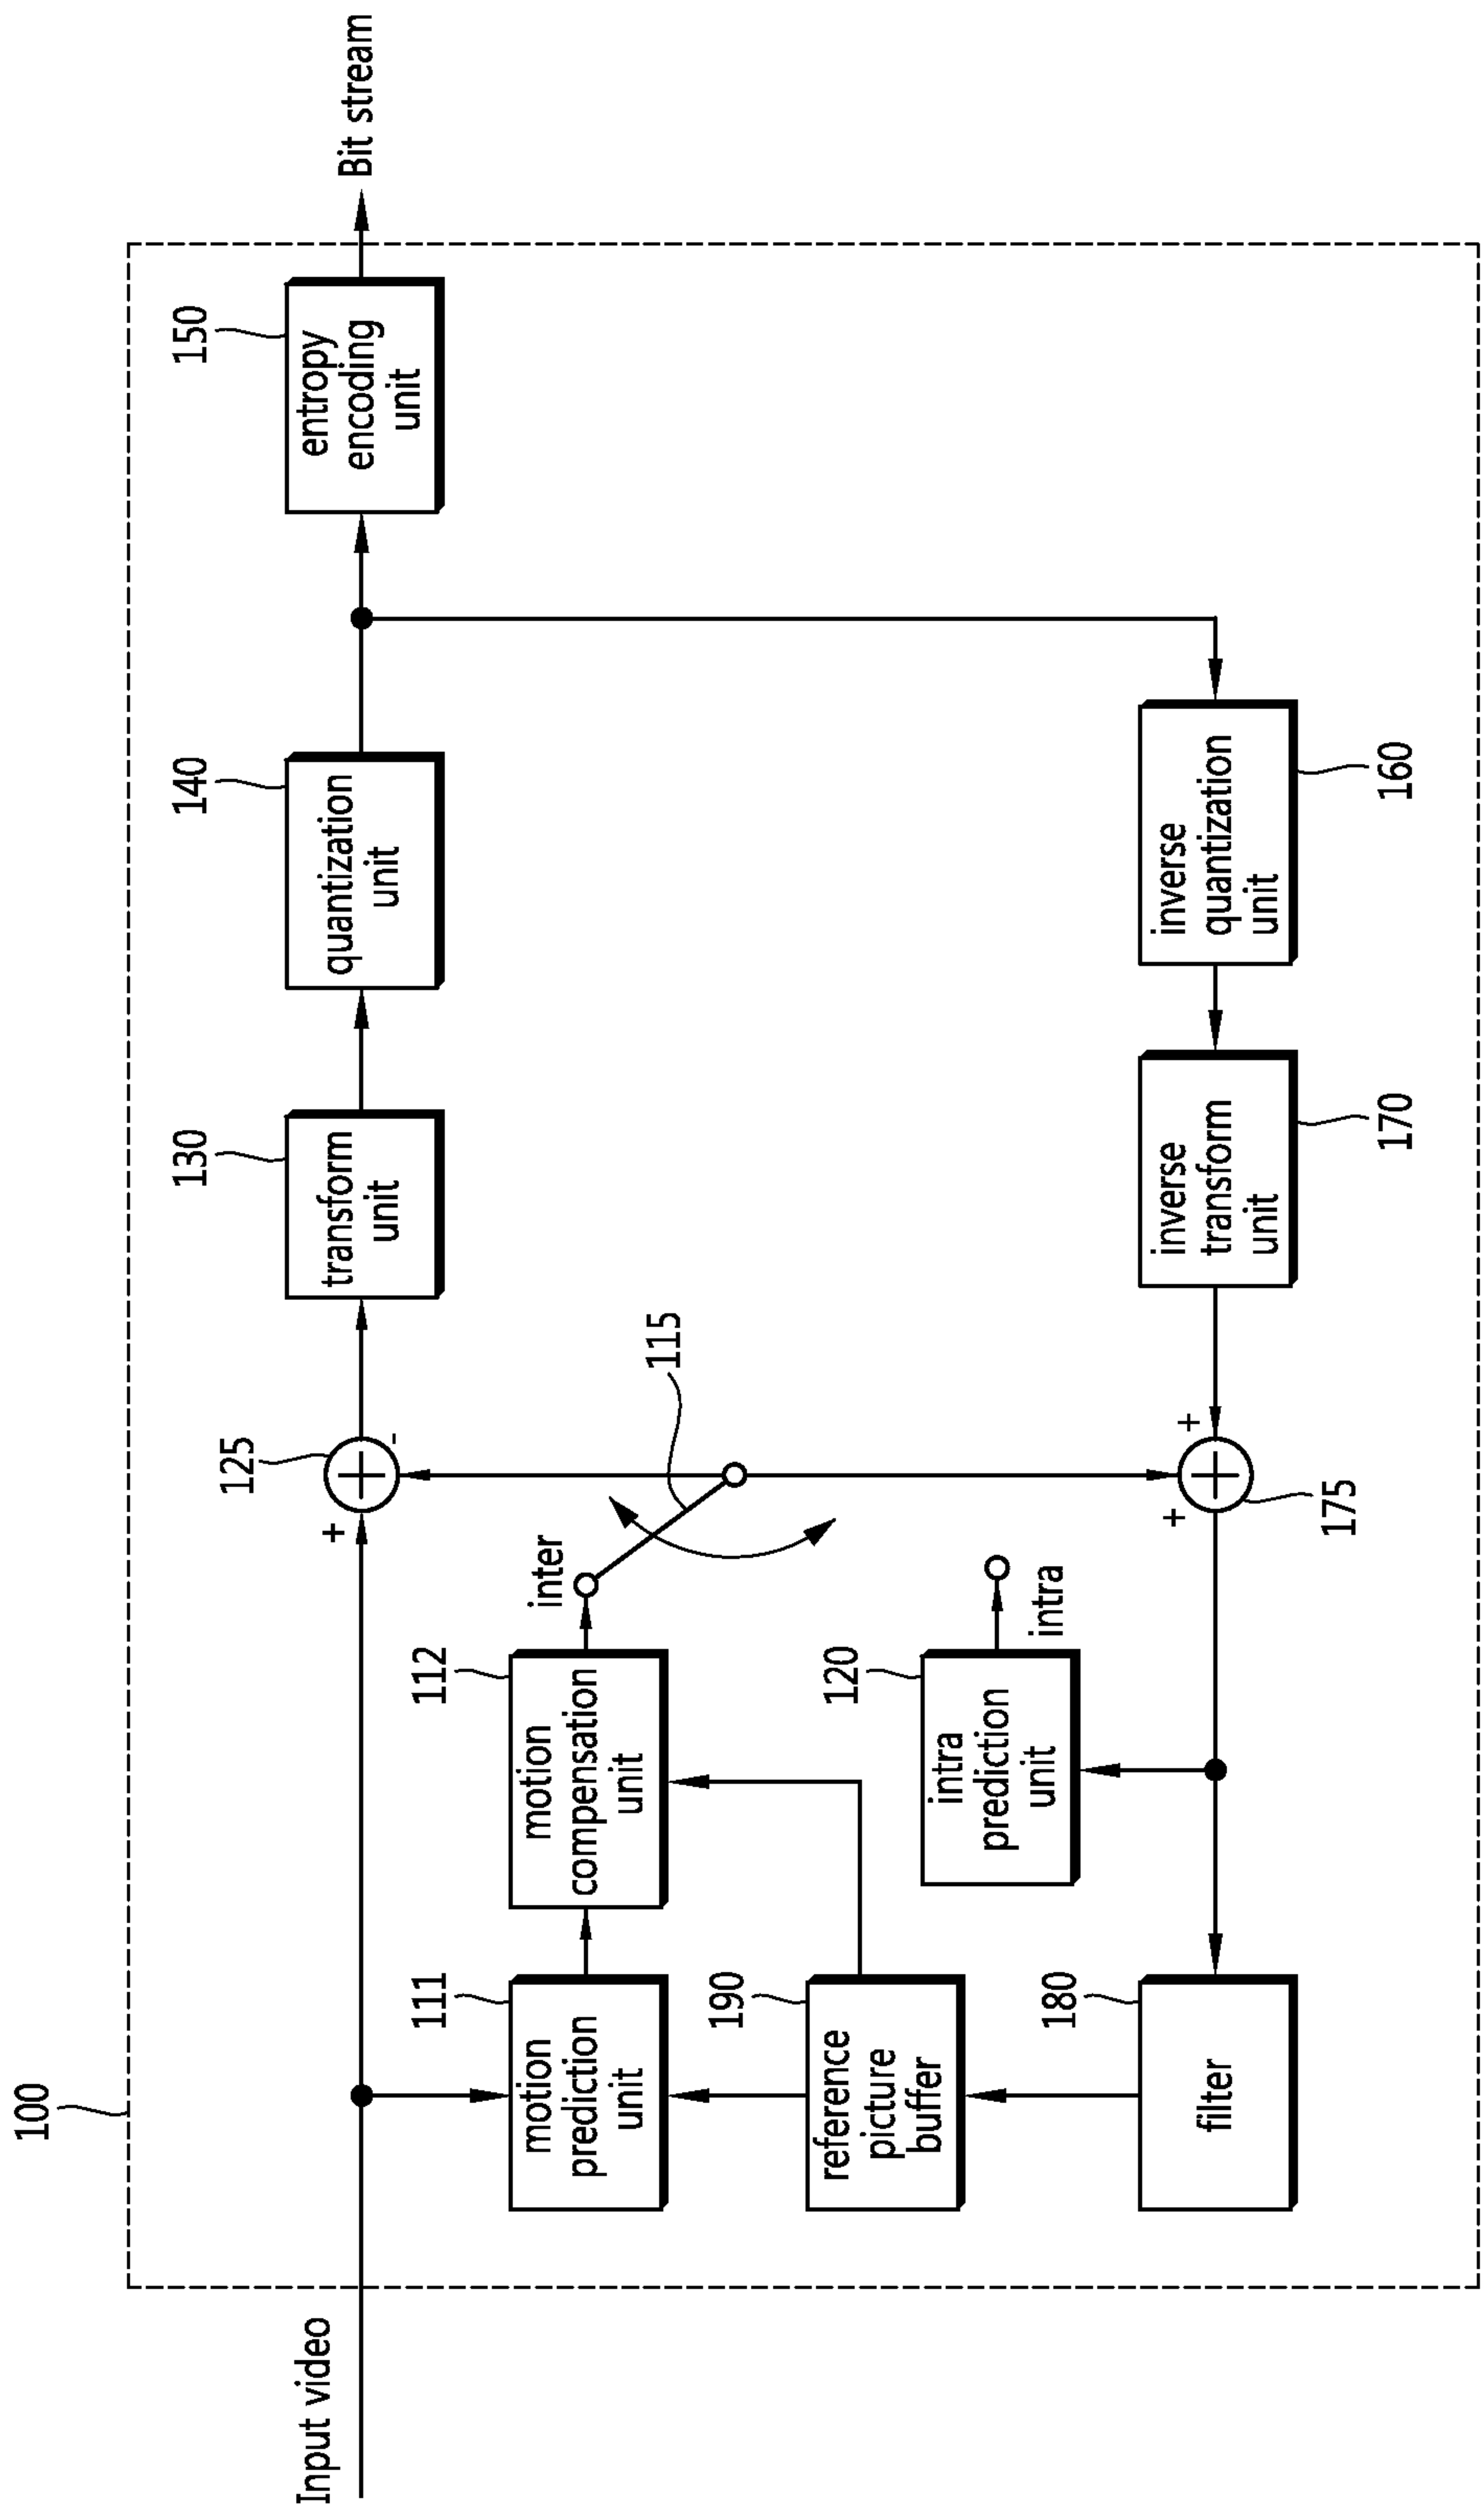 100
Input video
125
130
140
150
+
-
transform
unit
quantization
unit
entropy
encoding
unit
Bit stream
111
112
motion
prediction
unit
motion
compensation
unit
inter
115
190
120
reference
picture
buffer
intra
prediction
unit
intra
180
filter
+
+
175
inverse
transform
unit
170
inverse
quantization
unit
160